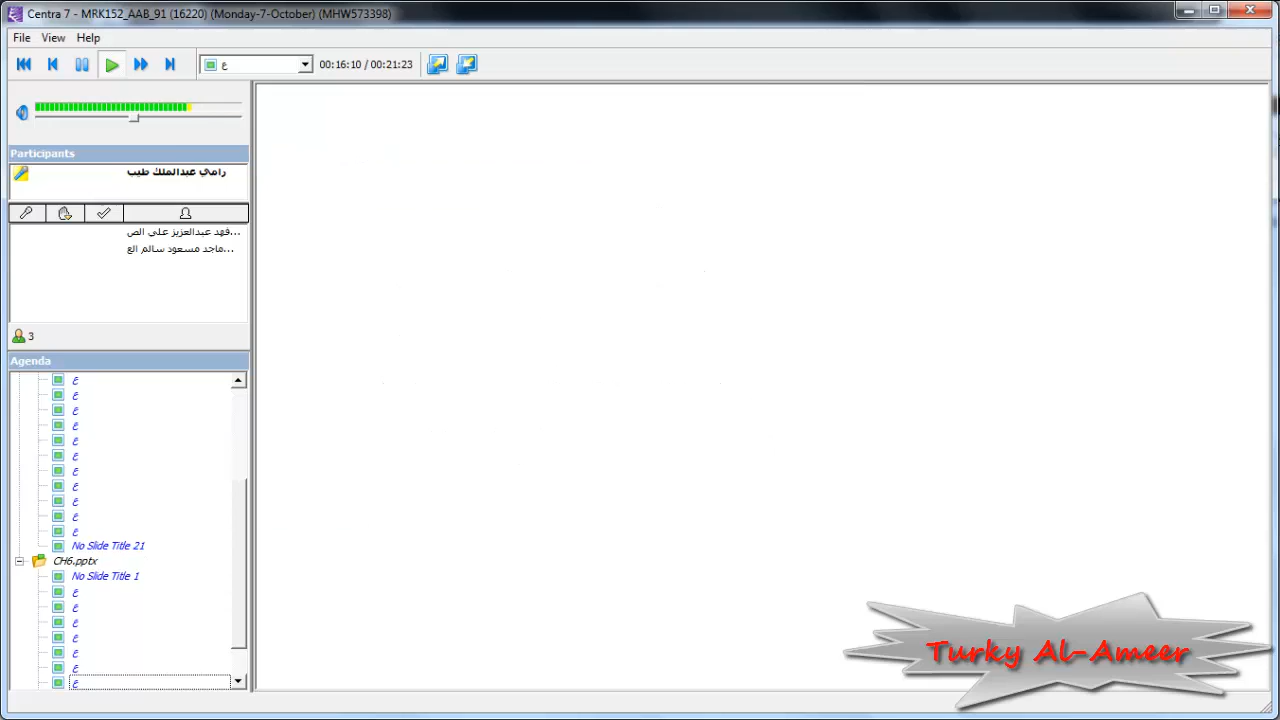 Centra 7 - MRK152_AAB_91 (16220) (Monday-7-October) (MHW573398)
File View Help
ع 00:16:10 / 00:21:23
Participants
رامي عبدالملك طيب
فهد عبدالعزيز علي الص...
ماجد مسعود سالم الع...
3
Agenda
ع
ع
ع
ع
ع
ع
ع
ع
ع
ع
ع
No Slide Title 21
CH6.pptx
No Slide Title 1
ع
ع
ع
ع
ع
ع
ع
Turky Al-Ameer